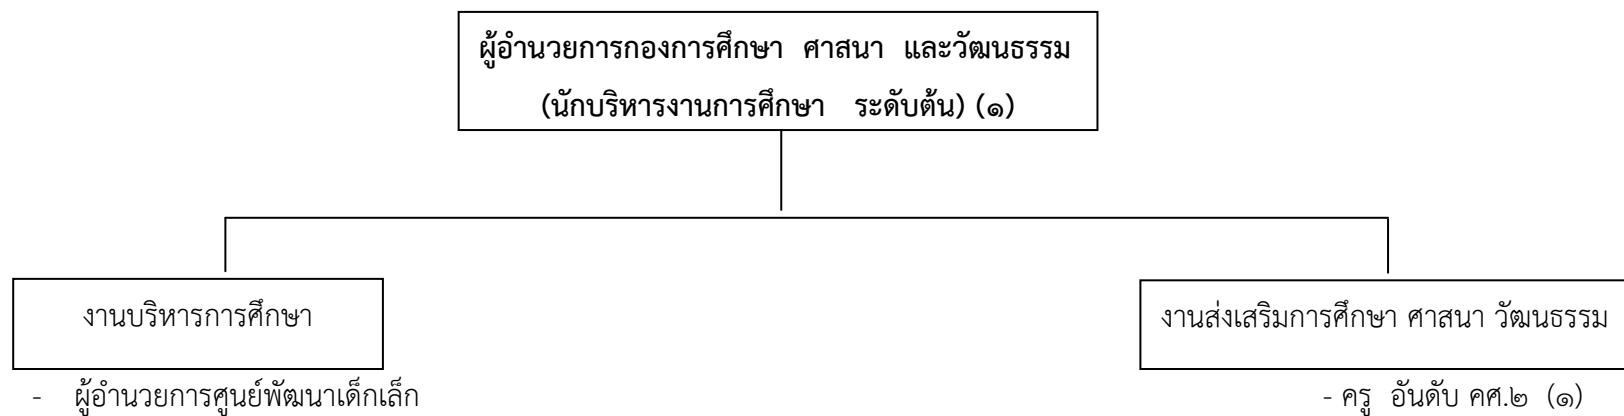 ผู้อำนวยการกองการศึกษา ศาสนา และวัฒนธรรม
(นักบริหารงานการศึกษา ระดับต้น) (๑)
งานบริหารการศึกษา
งานส่งเสริมการศึกษา ศาสนา วัฒนธรรม
- ผู้อำนวยการศูนย์พัฒนาเด็กเล็ก
- ครู อันดับ คศ.๒ (๑)